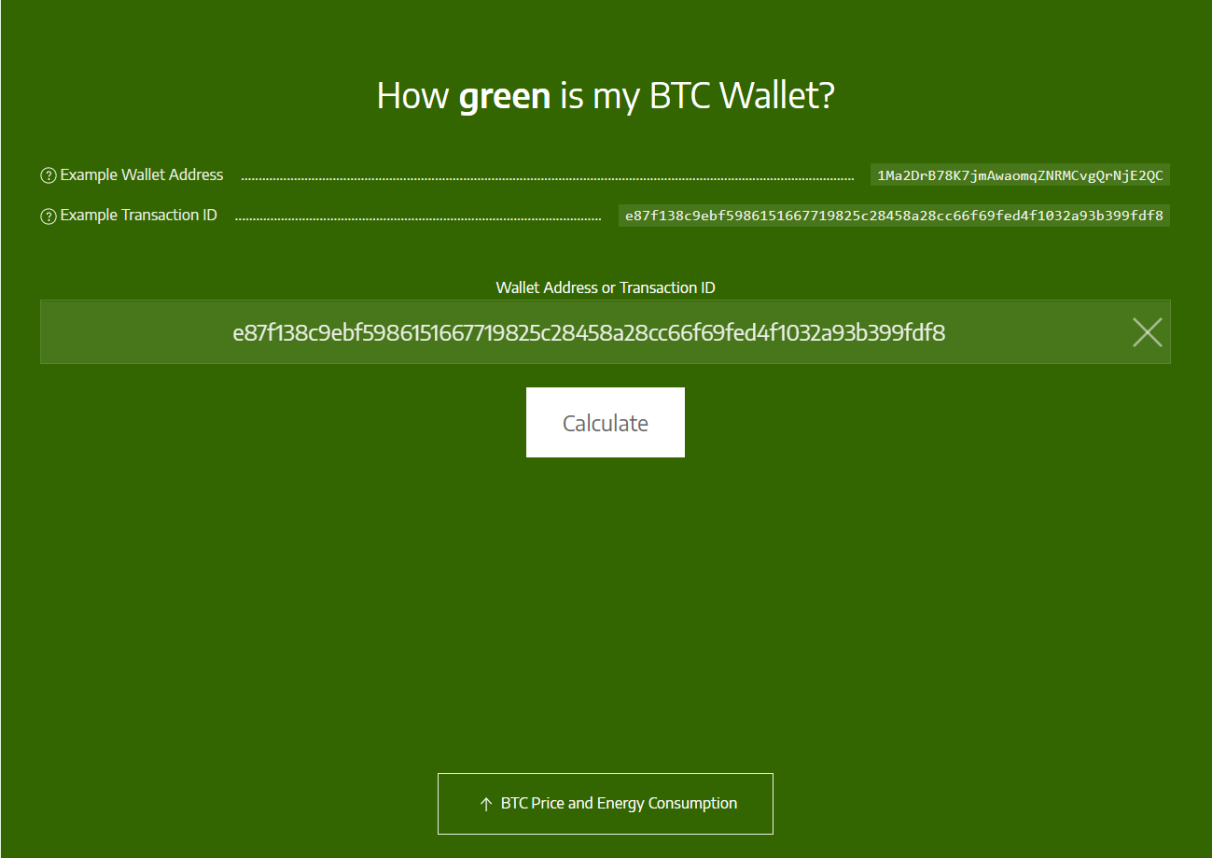 How green is my BTC Wallet?
Example Wallet Address
1Ma2DrB78K7jmAwaomqZNRMCvgQrNjE2QC
Example Transaction ID
e87f138c9ebf5986151667719825c28458a28cc66f69fed4f1032a93b399fdf8
Wallet Address or Transaction ID
e87f138c9ebf5986151667719825c28458a28cc66f69fed4f1032a93b399fdf8
Calculate
↑ BTC Price and Energy Consumption